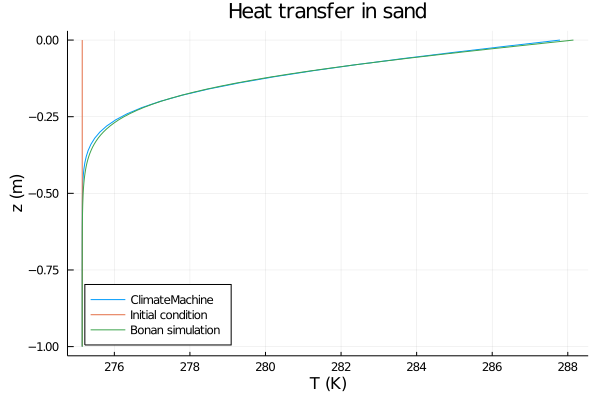 Heat transfer in sand
0.00
−0.25
−0.50
−0.75
−1.00
z (m)
ClimateMachine
Initial condition
Bonan simulation
276 278 280 282 284 286 288
T (K)